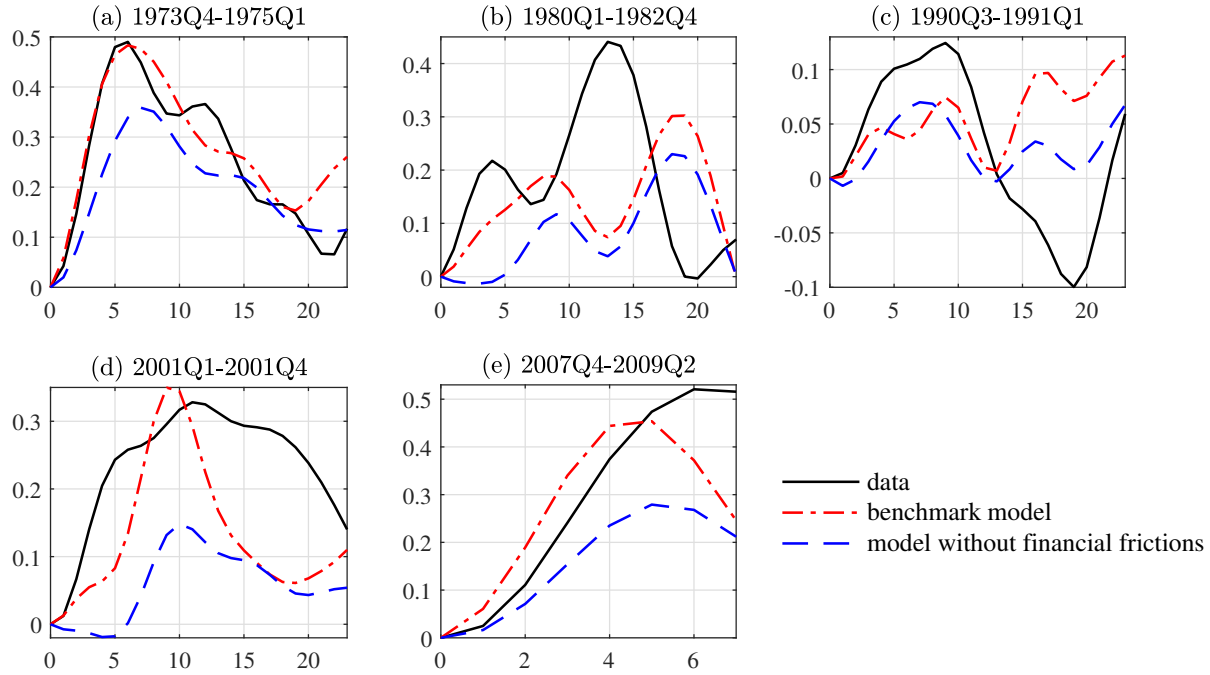 (a) 1973Q4-1975Q1
0.5
0.4
0.3
0.2
0.1
0
0 5 10 15 20
(b) 1980Q1-1982Q4
0.4
0.3
0.2
0.1
0
0 5 10 15 20
(c) 1990Q3-1991Q1
0.1
0.05
0
-0.05
-0.1
0 5 10 15 20
(d) 2001Q1-2001Q4
0.3
0.2
0.1
0
0 5 10 15 20
(e) 2007Q4-2009Q2
0.5
0.4
0.3
0.2
0.1
0
0 2 4 6
data
benchmark model
model without financial frictions